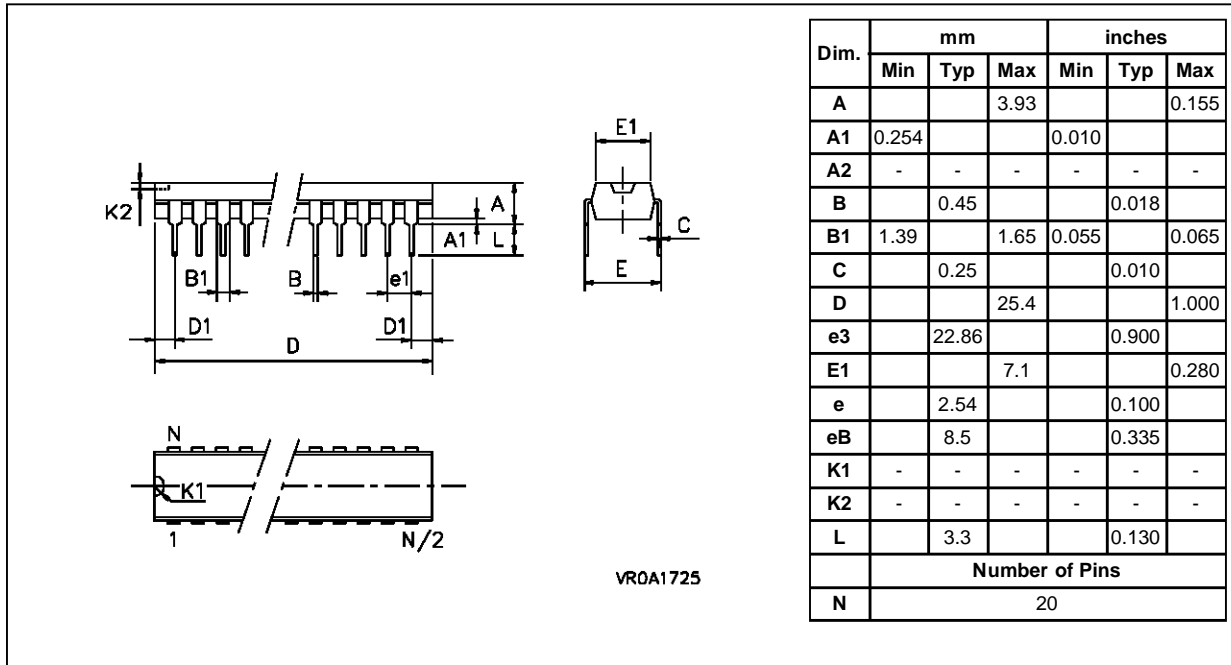 E1
K2
A
A1
L
C
B1
B
e1
E
D1
D1
D
N
K1
1
N/2
VR0A1725
Dim. mm inches
Min Typ Max Min Typ Max
A 3.93 0.155
A1 0.254 0.010
A2 - - - - - -
B 0.45 0.018
B1 1.39 1.65 0.055 0.065
C 0.25 0.010
D 25.4 1.000
e3 22.86 0.900
E1 7.1 0.280
e 2.54 0.100
eB 8.5 0.335
K1 - - - - - -
K2 - - - - - -
L 3.3 0.130
Number of Pins
N 20